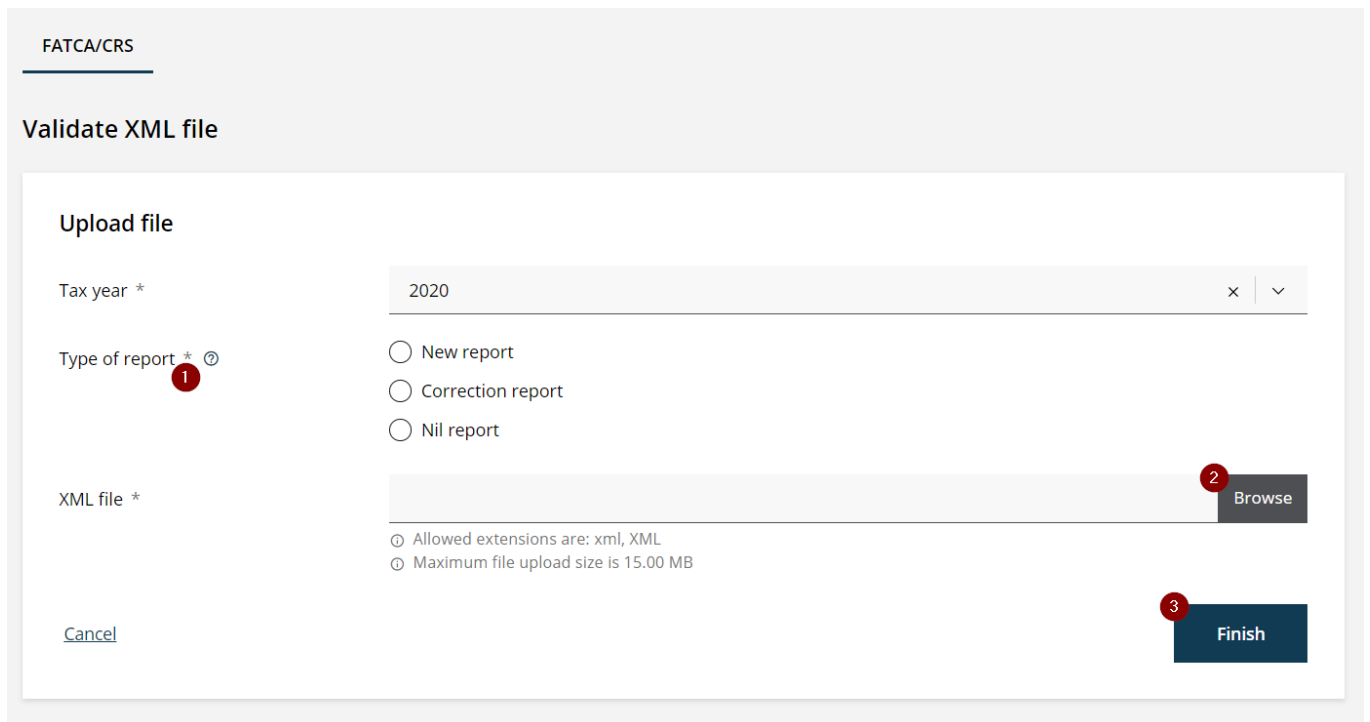 FATCA/CRS
Validate XML file
Upload file
Tax year *
2020
Type of report *
1
New report
Correction report
Nil report
XML file *
2
Browse
Allowed extensions are: xml, XML
Maximum file upload size is 15.00 MB
Cancel
3
Finish